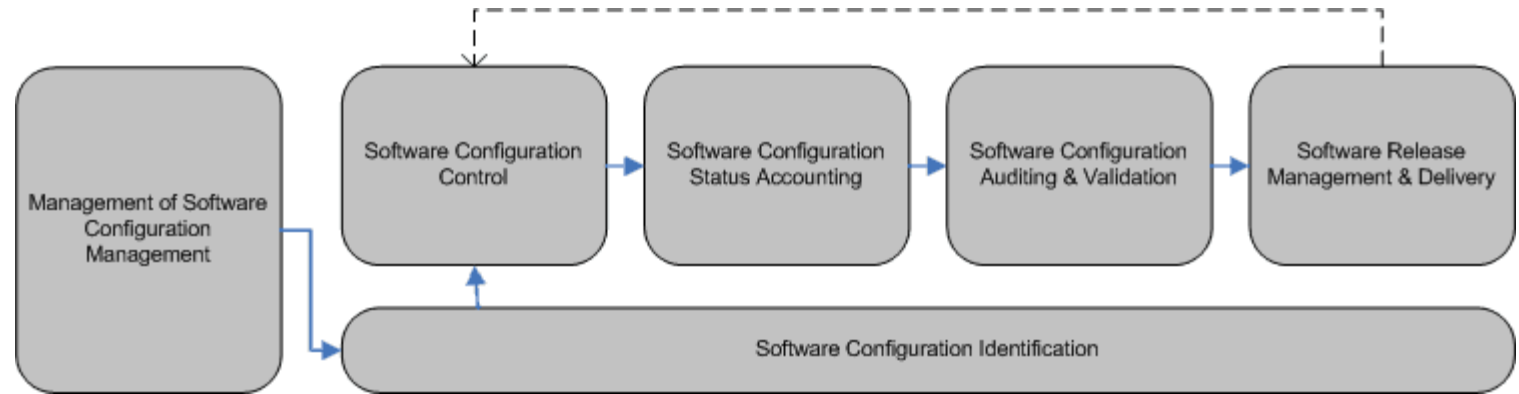 Management of Software
Configuration
Management
Software Configuration
Control
Software Configuration
Status Accounting
Software Configuration
Auditing & Validation
Software Release
Management & Delivery
Software Configuration Identification